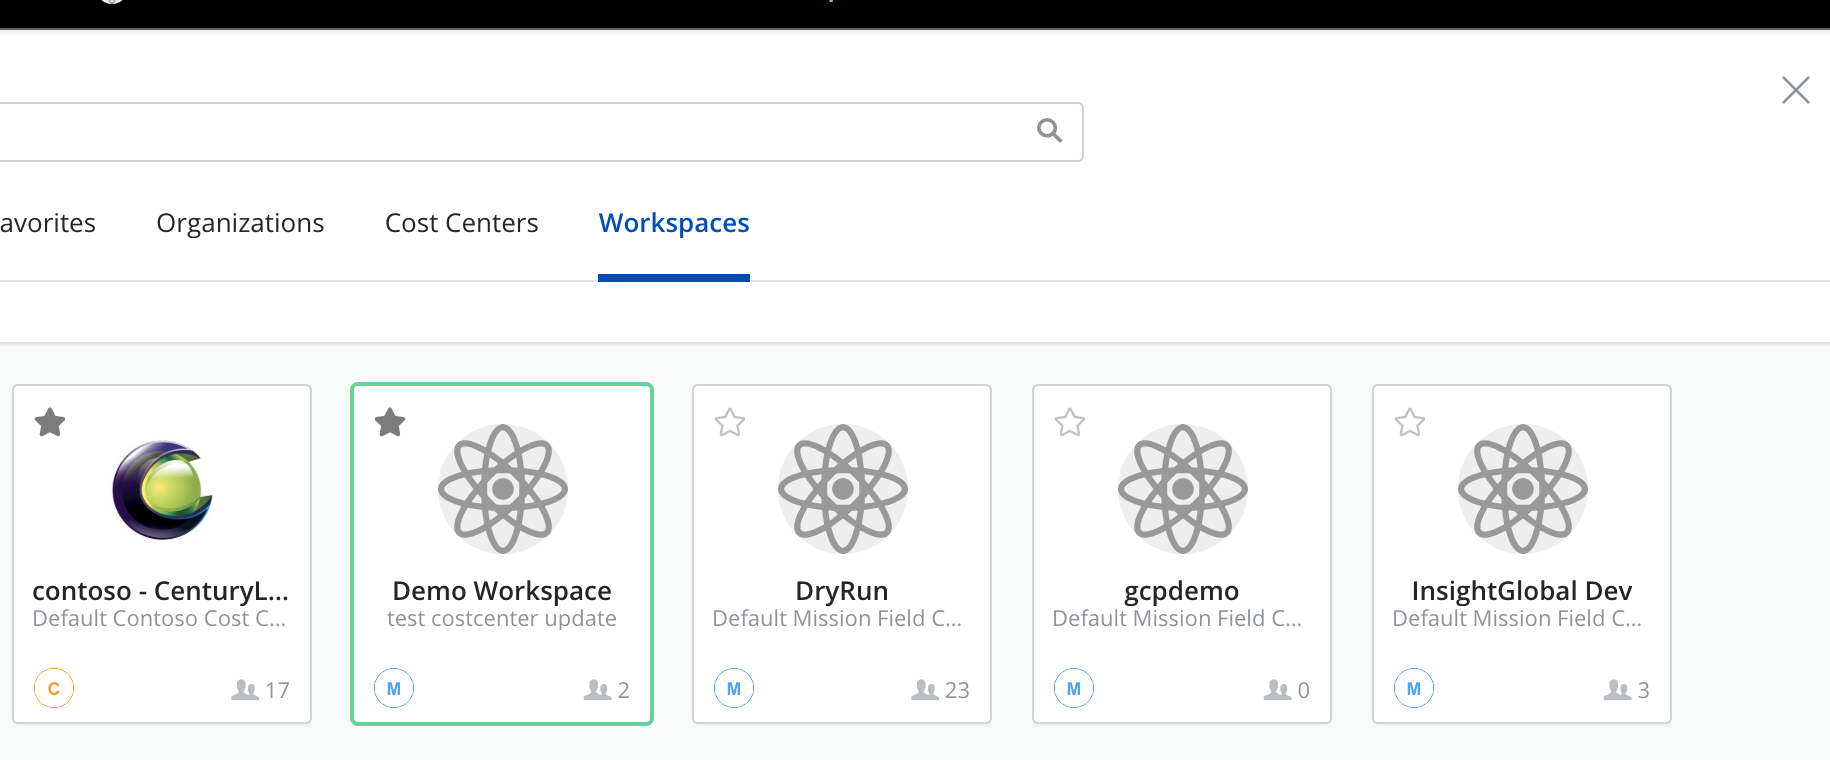 avorites Organizations Cost Centers Workspaces
contoso - CenturyL...
Default Contoso Cost C...
C 17
Demo Workspace
test costcenter update
M 2
DryRun
Default Mission Field C...
M 23
gcpdemo
Default Mission Field C...
M 0
InsightGlobal Dev
Default Mission Field C...
M 3